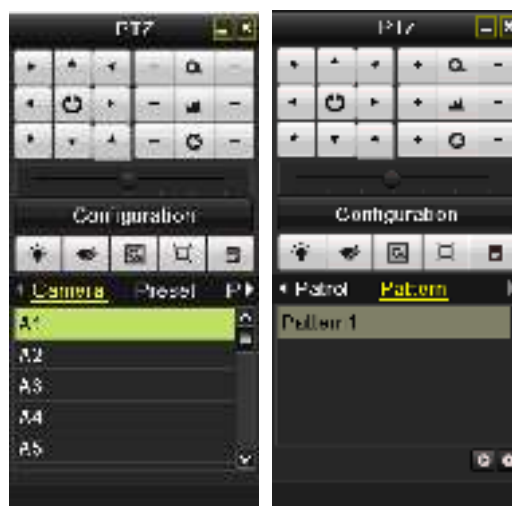 PTZ
Configuration
Camera Preset
A1
A2
A3
A4
A5
PTZ
Configuration
Patrol Pattern
Pattern 1